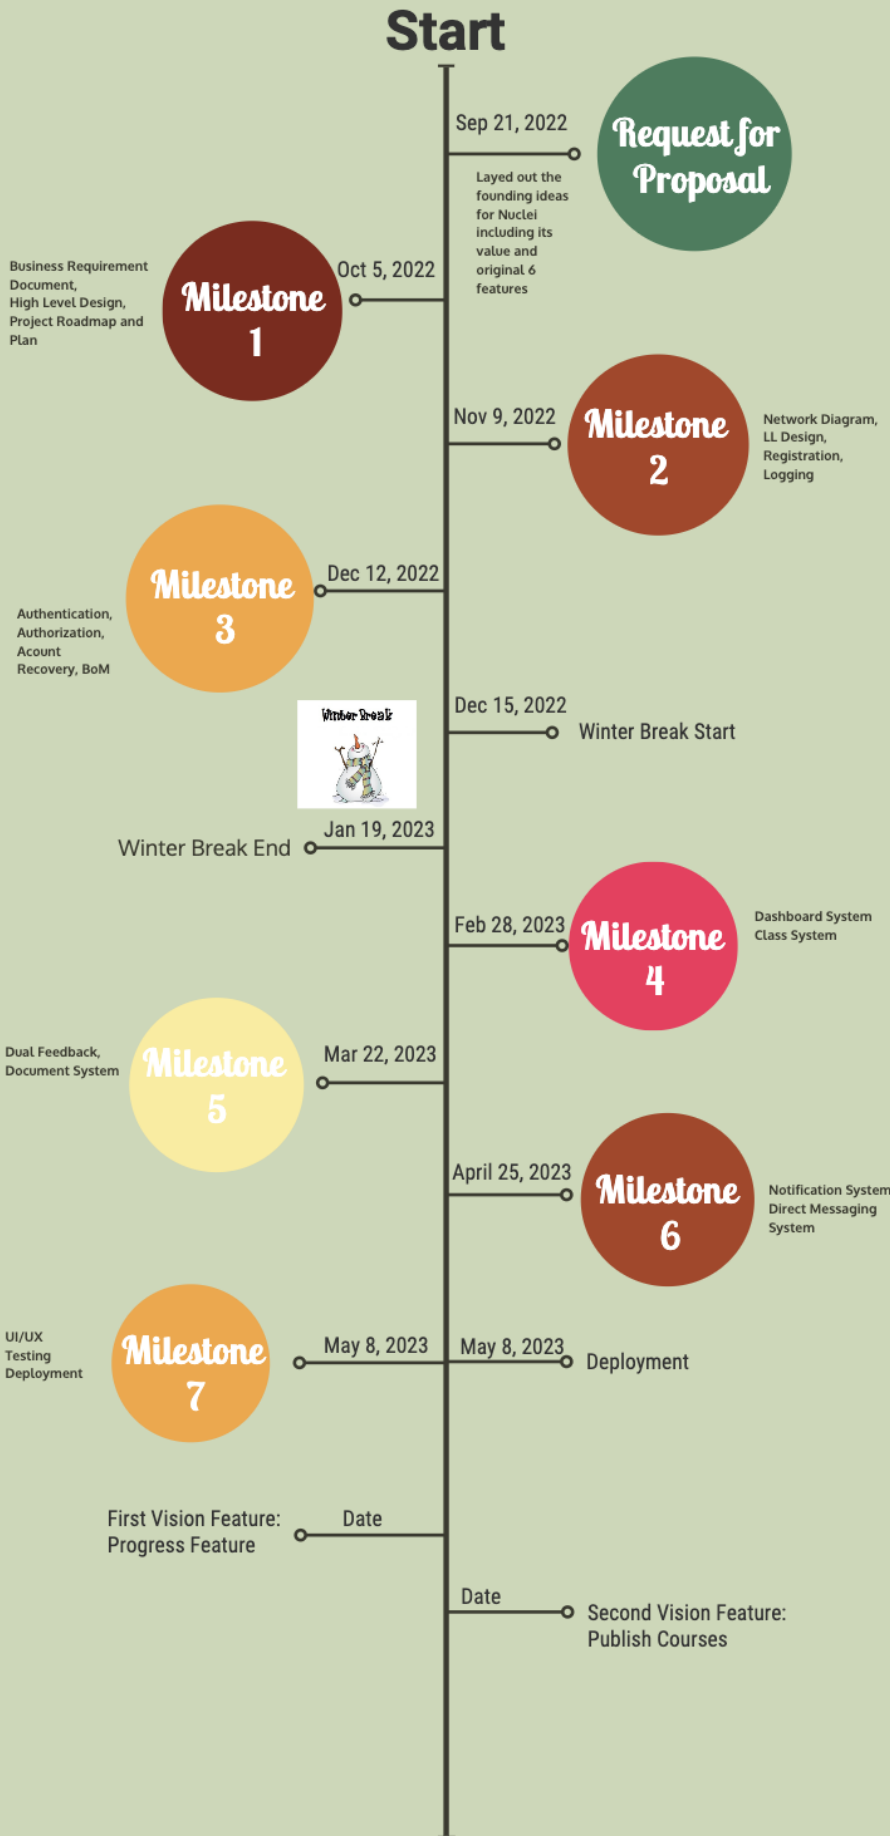 Start
Sep 21, 2022
Request for
Proposal
Layed out the
founding ideas
for Nuclei
including its
value and
original 6
features
Oct 5, 2022
Milestone
1
Business Requirement
Document,
High Level Design,
Project Roadmap and
Plan
Nov 9, 2022
Milestone
2
Network Diagram,
LL Design,
Registration,
Logging
Dec 12, 2022
Milestone
3
Authentication,
Authorization,
Acount
Recovery, BoM
Dec 15, 2022
Winter Break Start
Winter Break
Jan 19, 2023
Winter Break End
Feb 28, 2023
Milestone
4
Dashboard System
Class System
Mar 22, 2023
Milestone
5
Dual Feedback,
Document System
April 25, 2023
Milestone
6
Notification System
Direct Messaging
System
May 8, 2023
Milestone
7
UI/UX
Testing
Deployment
May 8, 2023
Deployment
Date
First Vision Feature:
Progress Feature
Date
Second Vision Feature:
Publish Courses